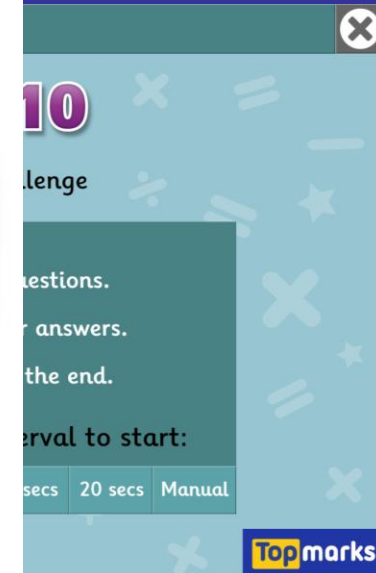 10
llenge
uestions.
r answers.
the end.
erval to start:
secs 20 secs Manual
Topmarks